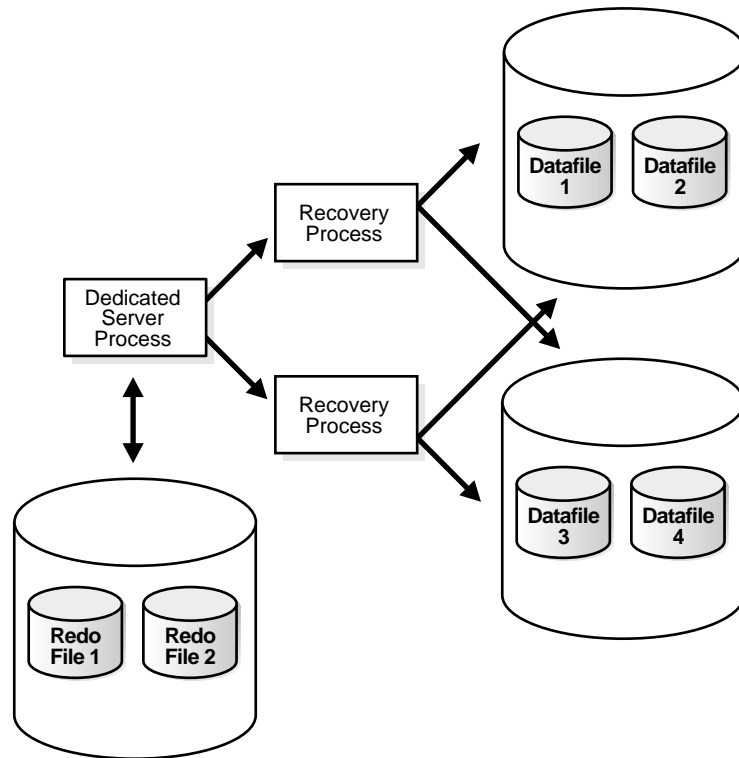 Datafile
1
Datafile
2
Recovery
Process
Dedicated
Server
Process
Recovery
Process
Datafile
3
Datafile
4
Redo
File 1
Redo
File 2